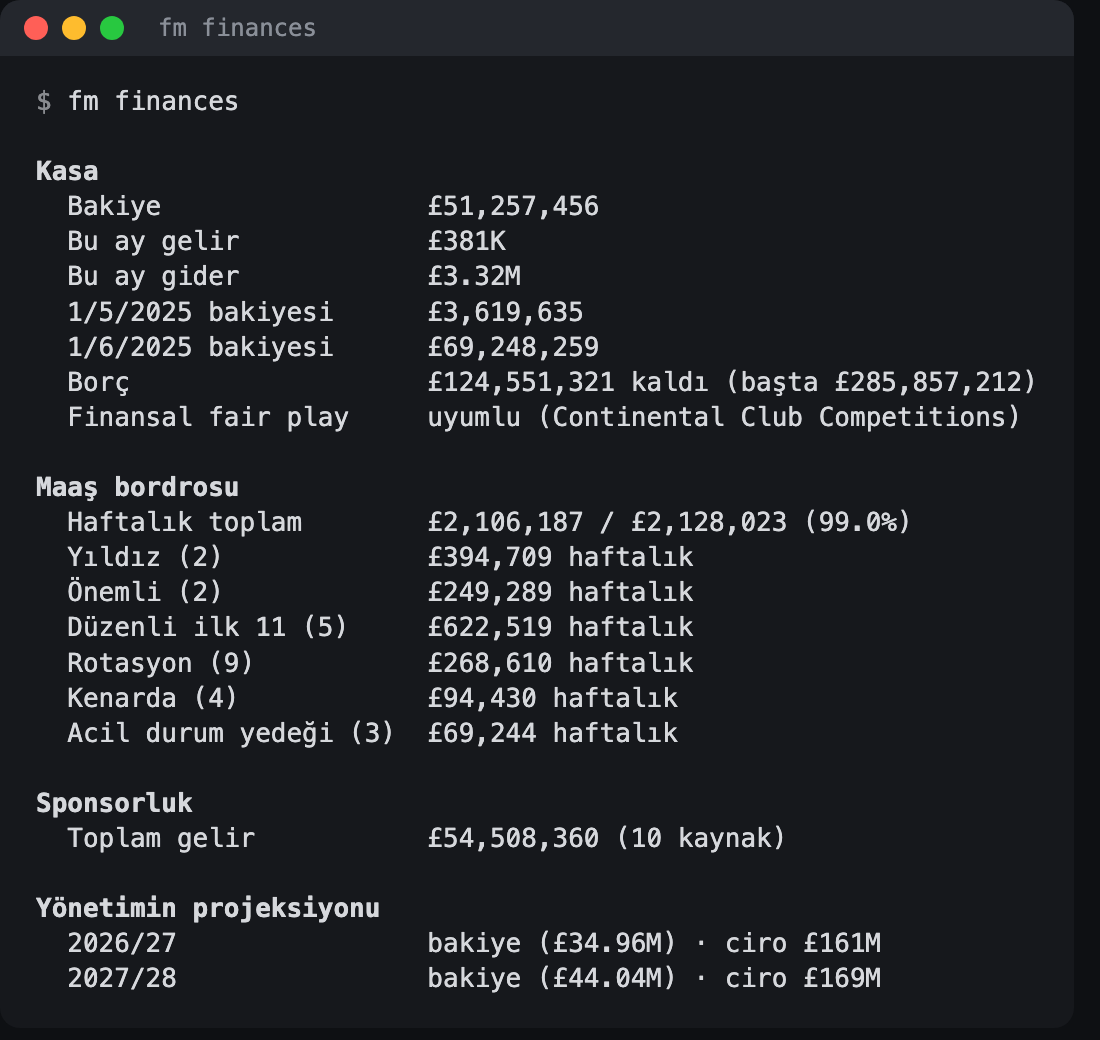 fm finances
$ fm finances
Kasa
Bakiye £51,257,456
Bu ay gelir £381K
Bu ay gider £3.32M
1/5/2025 bakiyesi £3,619,635
1/6/2025 bakiyesi £69,248,259
Borç £124,551,321 kaldı (başta £285,857,212)
Finansal fair play uyumlu (Continental Club Competitions)
Maaş bordrosu
Haftalık toplam £2,106,187 / £2,128,023 (99.0%)
Yıldız (2) £394,709 haftalık
Önemli (2) £249,289 haftalık
Düzenli ilk 11 (5) £622,519 haftalık
Rotasyon (9) £268,610 haftalık
Kenarda (4) £94,430 haftalık
Acil durum yedeği (3) £69,244 haftalık
Sponsorluk
Toplam gelir £54,508,360 (10 kaynak)
Yönetimin projeksiyonu
2026/27 bakiye (£34.96M) · ciro £161M
2027/28 bakiye (£44.04M) · ciro £169M